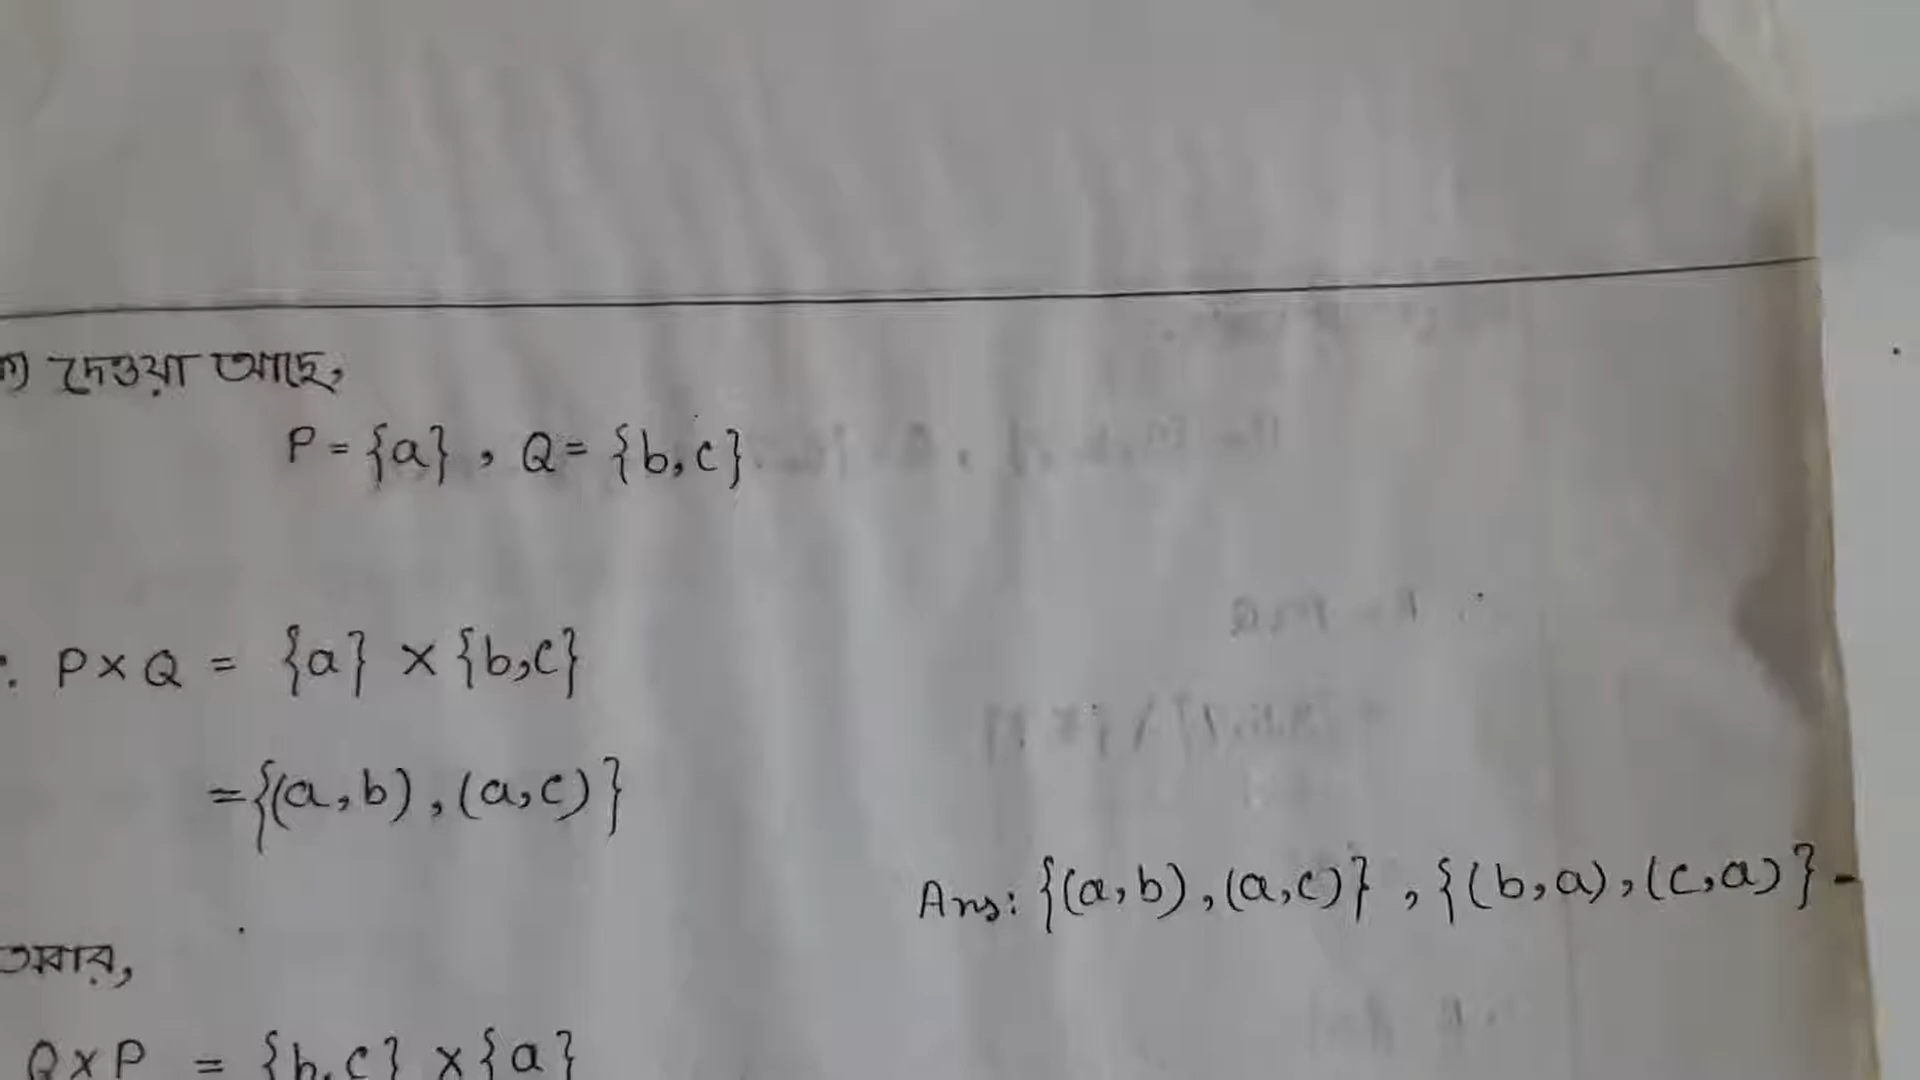 দেওয়া আছে,
P = {a} , Q = {b,c}
P × Q = {a} × {b,c}
= {(a,b) , (a,c)}
Ans: {(a,b) , (a,c)} , {(b,a) , (c,a)}
আবার,
Q × P = {b,c} × {a}